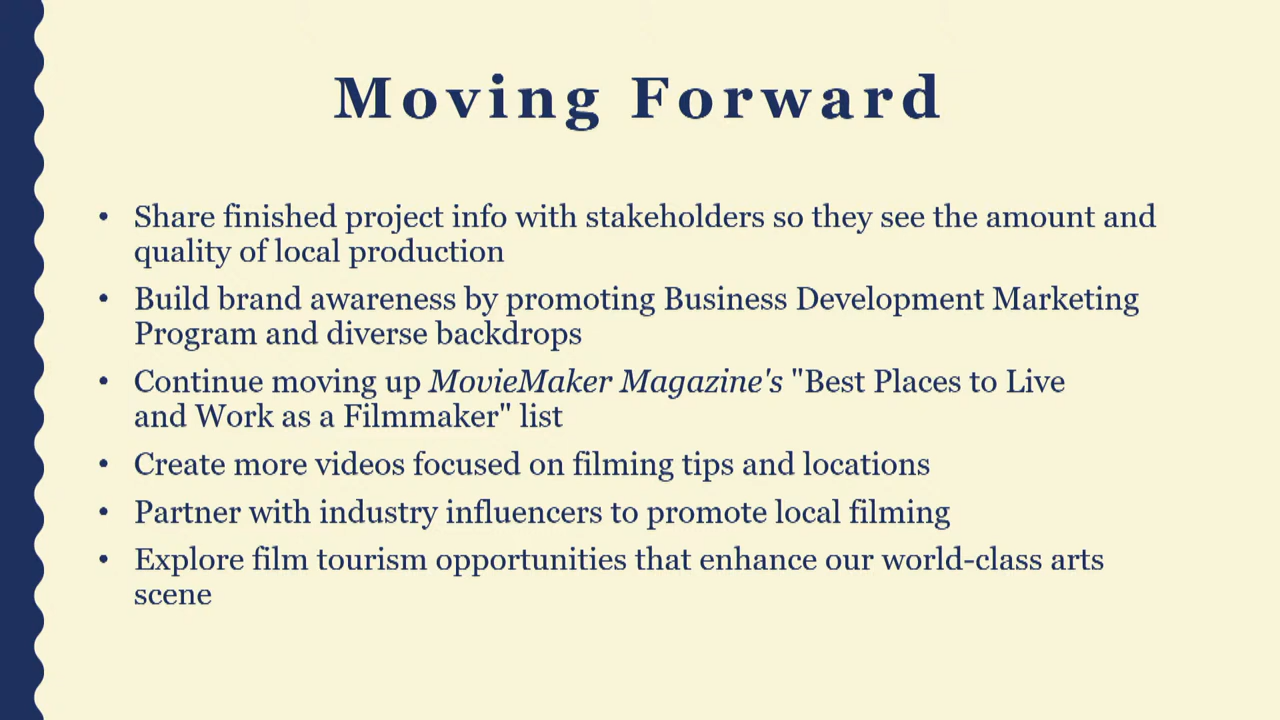 Moving Forward
• Share finished project info with stakeholders so they see the amount and
quality of local production
• Build brand awareness by promoting Business Development Marketing
Program and diverse backdrops
• Continue moving up MovieMaker Magazine's "Best Places to Live
and Work as a Filmmaker" list
• Create more videos focused on filming tips and locations
• Partner with industry influencers to promote local filming
• Explore film tourism opportunities that enhance our world-class arts
scene